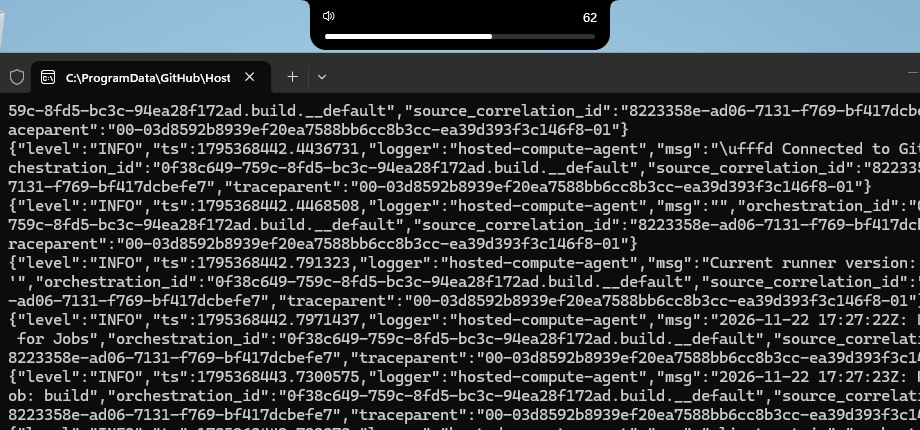 62
C:\ProgramData\GitHub\Host
59c-8fd5-bc3c-94ea28f172ad.build.__default","source_correlation_id":"8223358e-ad06-7131-f769-bf417dcbe
aceparent":"00-03d8592b8939ef20ea7588bb6cc8b3cc-ea39d393f3c146f8-01"}
{"level":"INFO","ts":1795368442.4436731,"logger":"hosted-compute-agent","msg":"\ufffd Connected to Git
chestration_id":"0f38c649-759c-8fd5-bc3c-94ea28f172ad.build.__default","source_correlation_id":"82233
7131-f769-bf417dcbefe7","traceparent":"00-03d8592b8939ef20ea7588bb6cc8b3cc-ea39d393f3c146f8-01"}
{"level":"INFO","ts":1795368442.4468508,"logger":"hosted-compute-agent","msg":"","orchestration_id":"0
759c-8fd5-bc3c-94ea28f172ad.build.__default","source_correlation_id":"8223358e-ad06-7131-f769-bf417dcb
raceparent":"00-03d8592b8939ef20ea7588bb6cc8b3cc-ea39d393f3c146f8-01"}
{"level":"INFO","ts":1795368442.791323,"logger":"hosted-compute-agent","msg":"Current runner version:
'","orchestration_id":"0f38c649-759c-8fd5-bc3c-94ea28f172ad.build.__default","source_correlation_id":"
-ad06-7131-f769-bf417dcbefe7","traceparent":"00-03d8592b8939ef20ea7588bb6cc8b3cc-ea39d393f3c146f8-01"
{"level":"INFO","ts":1795368442.7971437,"logger":"hosted-compute-agent","msg":"2026-11-22 17:27:22Z:
for Jobs","orchestration_id":"0f38c649-759c-8fd5-bc3c-94ea28f172ad.build.__default","source_correlati
8223358e-ad06-7131-f769-bf417dcbefe7","traceparent":"00-03d8592b8939ef20ea7588bb6cc8b3cc-ea39d393f3c14
{"level":"INFO","ts":1795368443.7300575,"logger":"hosted-compute-agent","msg":"2026-11-22 17:27:23Z:
ob: build","orchestration_id":"0f38c649-759c-8fd5-bc3c-94ea28f172ad.build.__default","source_correlat
8223358e-ad06-7131-f769-bf417dcbefe7","traceparent":"00-03d8592b8939ef20ea7588bb6cc8b3cc-ea39d393f3c14